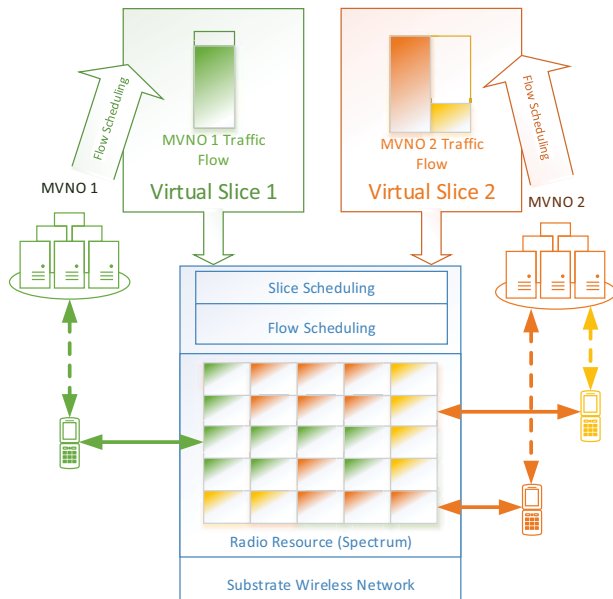 Flow Scheduling
MVNO 1 Traffic
Flow
Virtual Slice 1
MVNO 2 Traffic
Flow
Virtual Slice 2
Flow Scheduling
MVNO 1
MVNO 2
Slice Scheduling
Flow Scheduling
Radio Resource (Spectrum)
Substrate Wireless Network